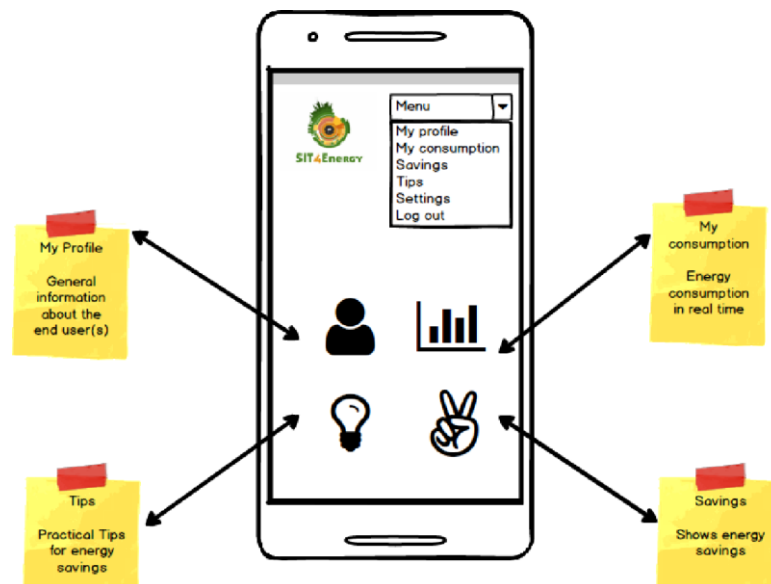 SIT4ENERGY
Menu
My profile
My consumption
Savings
Tips
Settings
Log out
My Profile
General
information
about the
end user(s)
My
consumption
Energy
consumption
in real time
Tips
Practical Tips
for energy
savings
Savings
Shows energy
savings